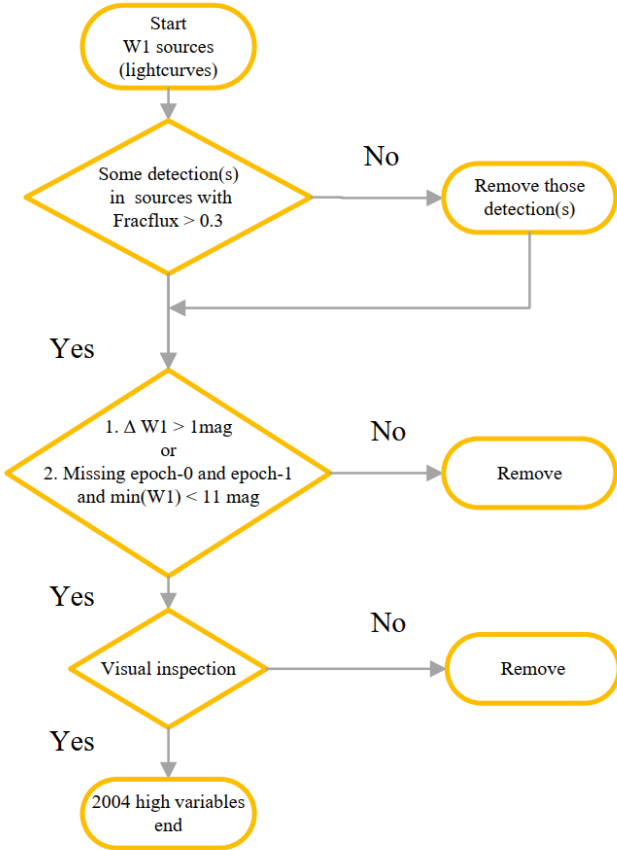 Start
W1 sources
(lightcurves)
Some detection(s)
in sources with
Fracflux > 0.3
No
Remove those
detection(s)
Yes
1. Δ W1 > 1mag
or
2. Missing epoch-0 and epoch-1
and min(W1) < 11 mag
No
Remove
Yes
Visual inspection
No
Remove
Yes
2004 high variables
end